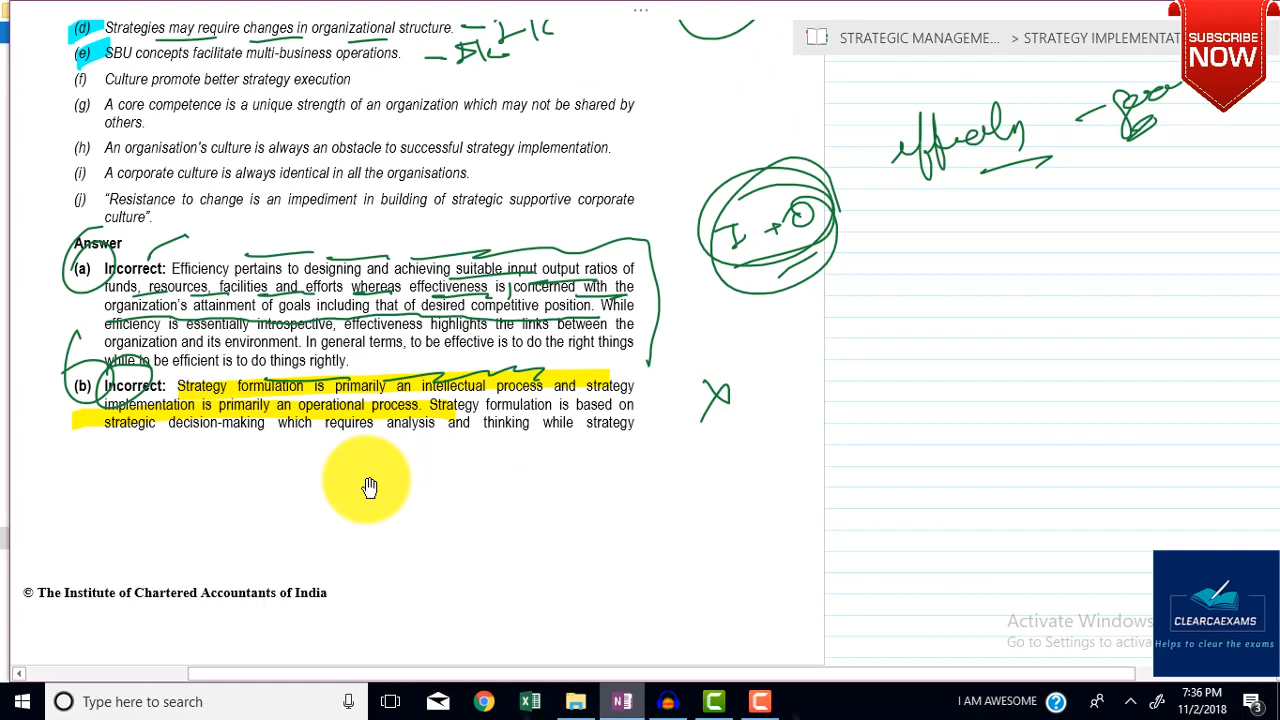 (d) Strategies may require changes in organizational structure.
(e) SBU concepts facilitate multi-business operations.
(f) Culture promote better strategy execution
(g) A core competence is a unique strength of an organization which may not be shared by
others.
(h) An organisation's culture is always an obstacle to successful strategy implementation.
(i) A corporate culture is always identical in all the organisations.
(j) “Resistance to change is an impediment in building of strategic supportive corporate
culture”.
Answer
(a) Incorrect: Efficiency pertains to designing and achieving suitable input output ratios of
funds, resources, facilities and efforts whereas effectiveness is concerned with the
organization's attainment of goals including that of desired competitive position. While
efficiency is essentially introspective, effectiveness highlights the links between the
organization and its environment. In general terms, to be effective is to do the right things
while to be efficient is to do things rightly.
(b) Incorrect: Strategy formulation is primarily an intellectual process and strategy
implementation is primarily an operational process. Strategy formulation is based on
strategic decision-making which requires analysis and thinking while strategy
© The Institute of Chartered Accountants of India
STRATEGIC MANAGEME... > STRATEGY IMPLEMENTAT
SUBSCRIBE
NOW
I + O
Activate Windows
Go to Settings to activa
CLEARCAEXAMS
Helps to clear the exams
Type here to search
I AM AWESOME
7:36 PM
11/2/2018
3